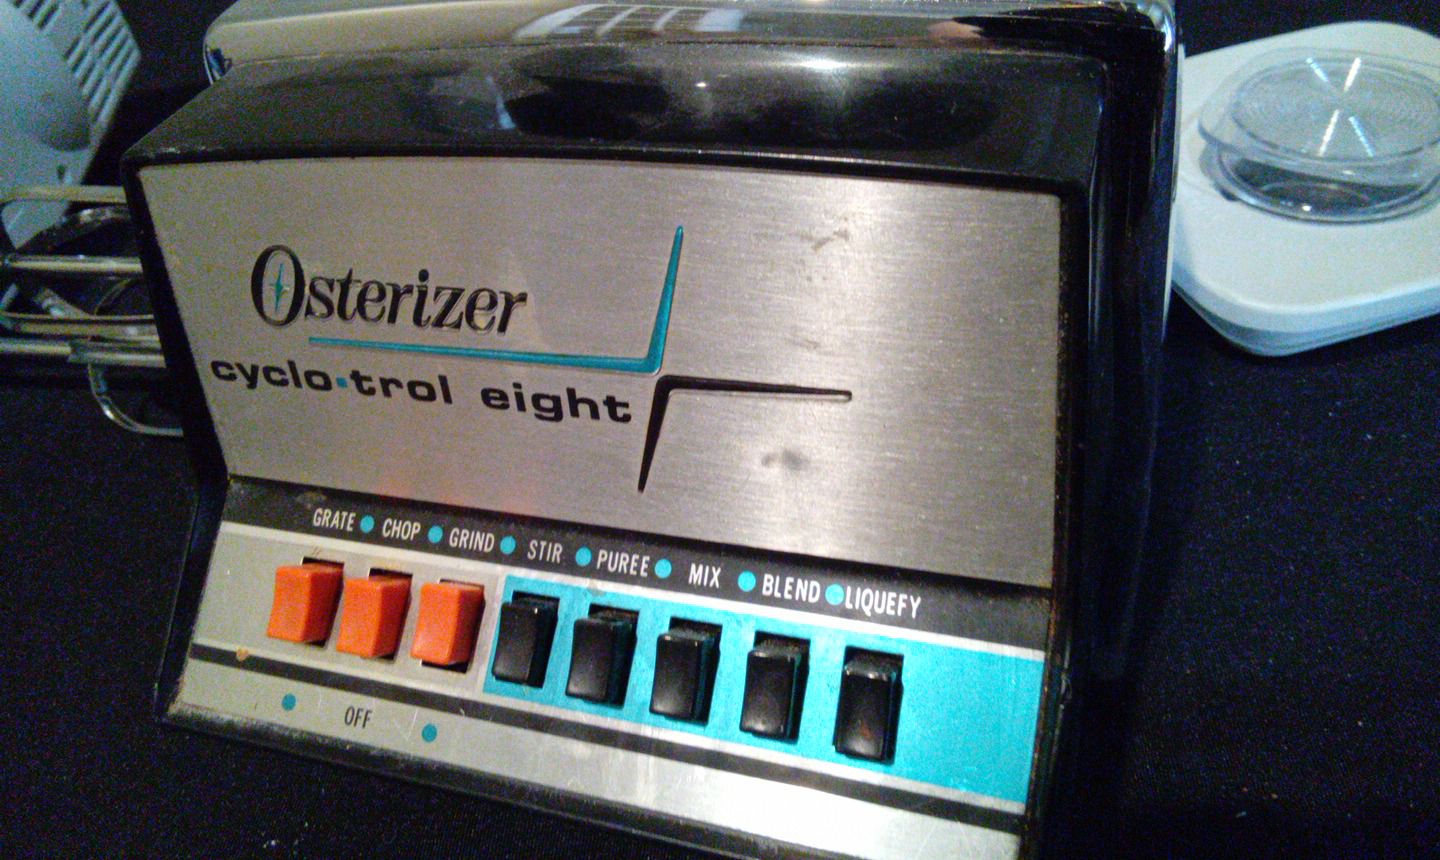 Osterizer
cyclo·trol eight
GRATE • CHOP • GRIND • STIR • PUREE • MIX • BLEND • LIQUEFY
• OFF •